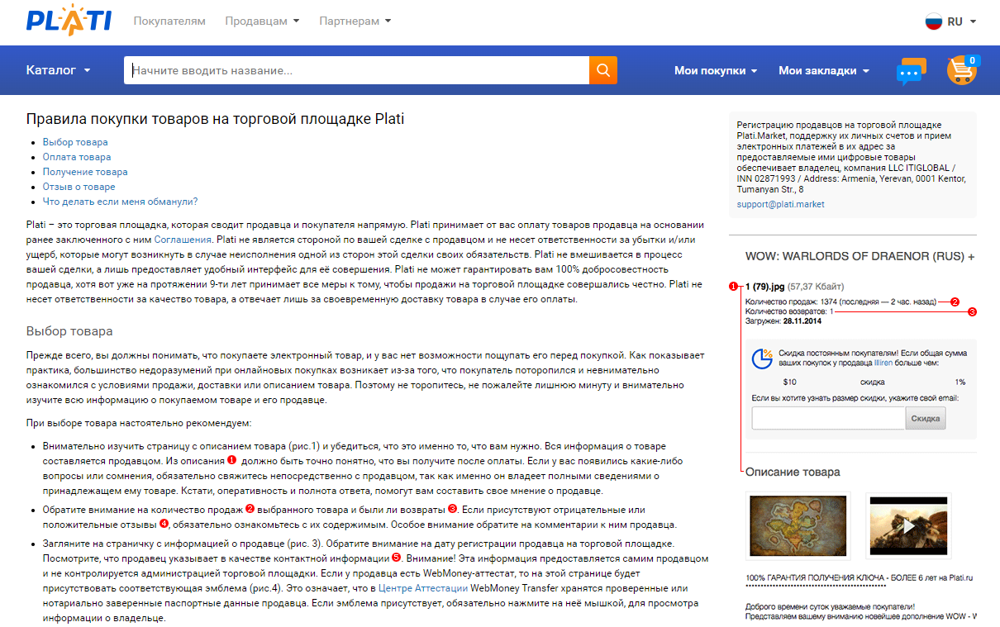 PLATI
Покупателям
Продавцам
Партнерам
RU
Каталог
Начните вводить название...
Мои покупки
Мои закладки
0
Правила покупки товаров на торговой площадке Plati
Выбор товара
Оплата товара
Получение товара
Отзыв о товаре
Что делать если меня обманули?
Plati – это торговая площадка, которая сводит продавца и покупателя напрямую. Plati принимает от вас оплату товаров продавца на основании
ранее заключенного с ним Соглашения. Plati не является стороной по вашей сделке с продавцом и не несет ответственности за убытки и/или
ущерб, которые могут возникнуть в случае неисполнения одной из сторон этой сделки своих обязательств. Plati не вмешивается в процесс
вашей сделки, а лишь предоставляет удобный интерфейс для её совершения. Plati не может гарантировать вам 100% добросовестность
продавца, хотя вот уже на протяжении 9-ти лет принимает все меры к тому, чтобы продажи на торговой площадке совершались честно. Plati не
несет ответственности за качество товара, а отвечает лишь за своевременную доставку товара в случае его оплаты.
Выбор товара
Прежде всего, вы должны понимать, что покупаете электронный товар, и у вас нет возможности пощупать его перед покупкой. Как показывает
практика, большинство недоразумений при онлайновых покупках возникает из-за того, что покупатель поторопился и невнимательно
ознакомился с условиями продажи, доставки или описанием товара. Поэтому не торопитесь, не пожалейте лишнюю минуту и внимательно
изучите всю информацию о покупаемом товаре и его продавце.
При выборе товара настоятельно рекомендуем:
Внимательно изучить страницу с описанием товара (рис.1) и убедиться, что это именно то, что вам нужно. Вся информация о товаре
составляется продавцом. Из описания 1 должно быть точно понятно, что вы получите после оплаты. Если у вас появились какие-либо
вопросы или сомнения, обязательно свяжитесь непосредственно с продавцом, так как именно он владеет полными сведениями о
принадлежащем ему товаре. Кстати, оперативность и полнота ответа, помогут вам составить свое мнение о продавце.
Обратите внимание на количество продаж 2 выбранного товара и были ли возвраты 3. Если присутствуют отрицательные или
положительные отзывы 4, обязательно ознакомьтесь с их содержимым. Особое внимание обратите на комментарии к ним продавца.
Загляните на страничку с информацией о продавце (рис. 3). Обратите внимание на дату регистрации продавца на торговой площадке.
Посмотрите, что продавец указывает в качестве контактной информации 5. Внимание! Эта информация предоставляется самим продавцом
и не контролируется администрацией торговой площадки. Если у продавца есть WebMoney-аттестат, то на этой странице будет
присутствовать соответствующая эмблема (рис.4). Это означает, что в Центре Аттестации WebMoney Transfer хранятся проверенные или
нотариально заверенные паспортные данные продавца. Если эмблема присутствует, обязательно нажмите на неё мышкой, для просмотра
информации о владельце.
Регистрацию продавцов на торговой площадке
Plati.Market, поддержку их личных счетов и прием
электронных платежей в их адрес за
предоставляемые ими цифровые товары
обеспечивает владелец, компания LLC ITIGLOBAL /
INN 02871993 / Address: Armenia, Yerevan, 0001 Kentor,
Tumanyan Str., 8
support@plati.market
WOW: WARLORDS OF DRAENOR (RUS) +
1 1 (79).jpg (57,37 Кбайт)
Количество продаж: 1374 (последняя — 2 час. назад) 2
Количество возвратов: 1 3
Загружен: 28.11.2014
%
Скидка постоянным покупателям! Если общая сумма
ваших покупок у продавца Illiren больше чем:
$10 скидка 1%
Если вы хотите узнать размер скидки, укажите свой email:
Скидка
Описание товара
100% ГАРАНТИЯ ПОЛУЧЕНИЯ КЛЮЧА - БОЛЕЕ 6 лет на Plati.ru
Доброго времени суток уважаемые покупатели!
Представляем вашему вниманию новейшее дополнение WOW - W